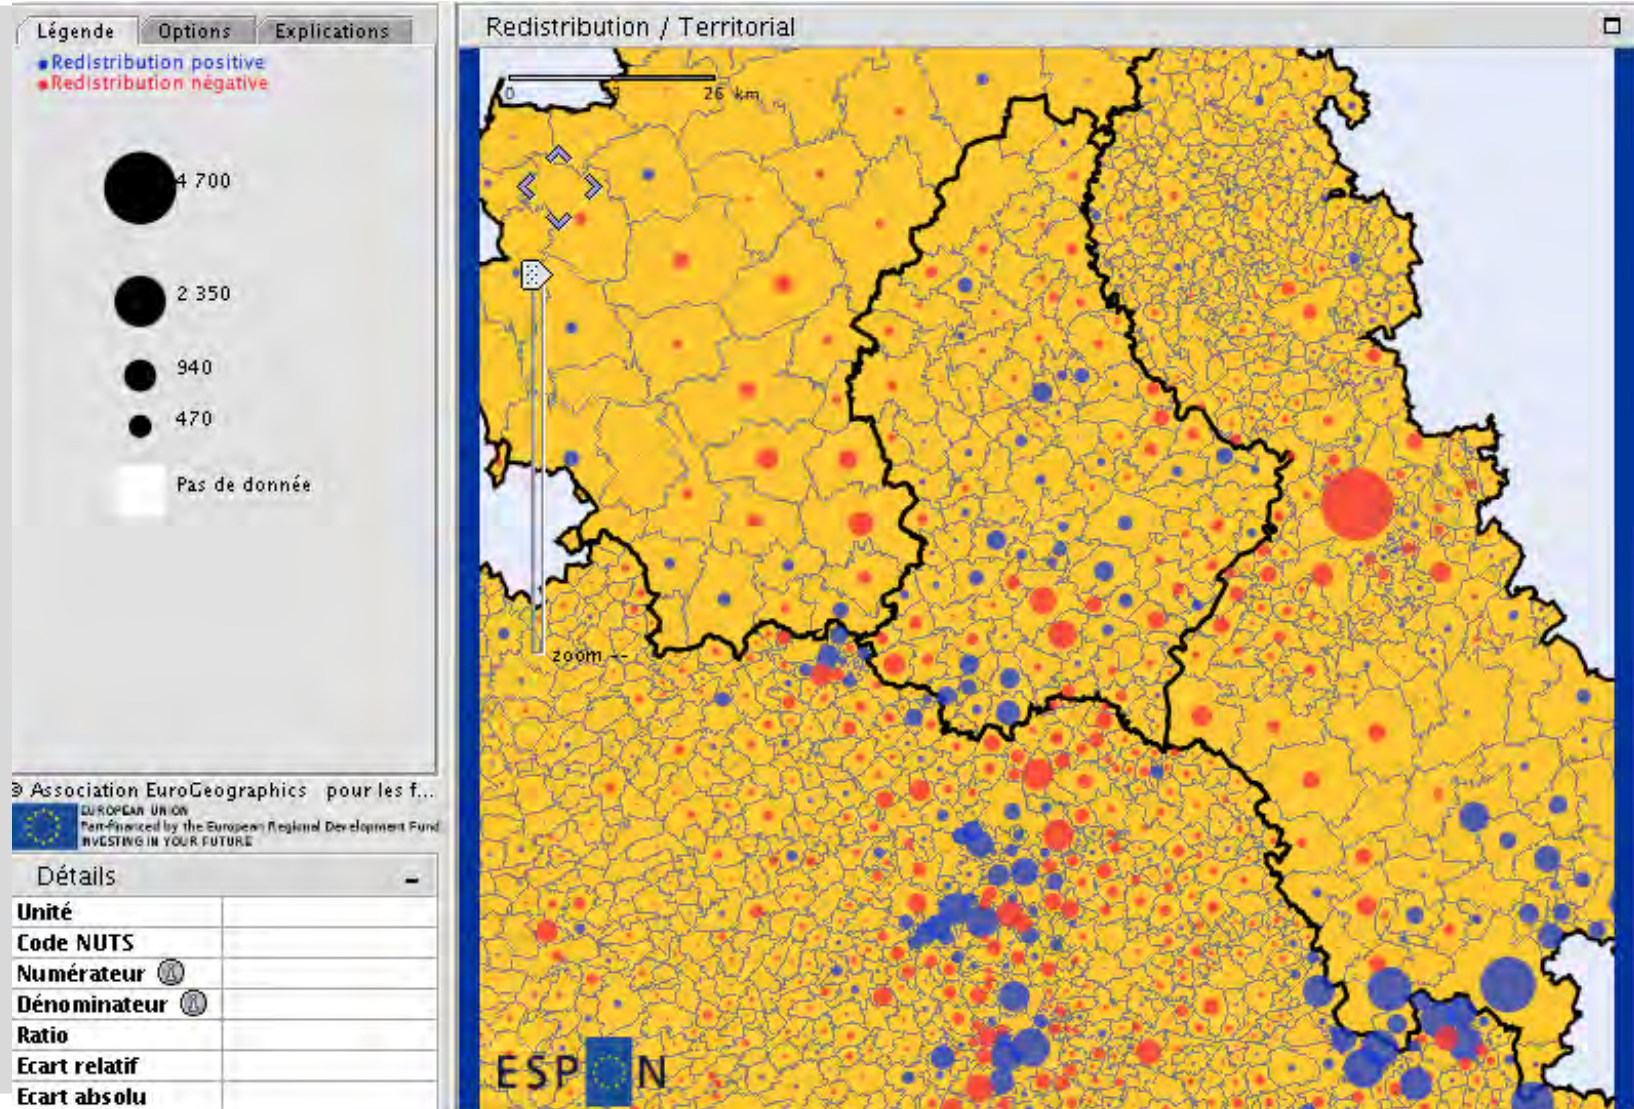 Légende Options Explications
Redistribution positive
Redistribution négative
4 700
2 350
940
470
Pas de donnée
Association EuroGeographics pour les f...
EUROPEAN UNION
Part-financed by the European Regional Development Fund
INVESTING IN YOUR FUTURE
Détails
Unité
Code NUTS
Numérateur
Dénominateur
Ratio
Ecart relatif
Ecart absolu
Redistribution / Territorial
0 26 km
zoom --
ESPON